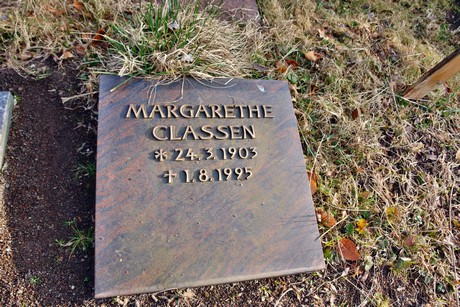 MARGARETHE
CLASSEN
* 24.3.1903
✝ 1.8.1995